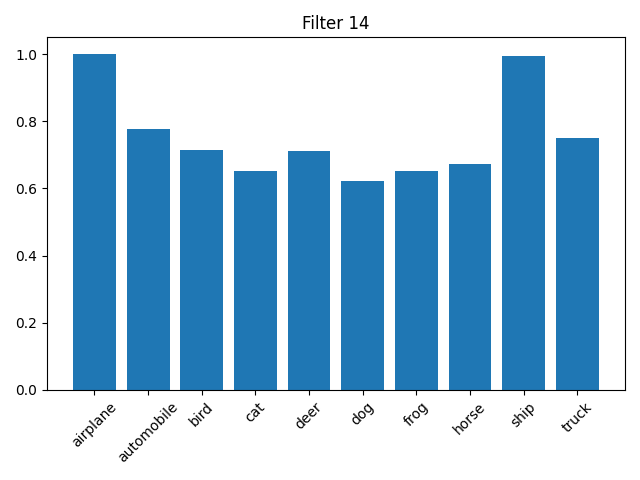 Filter 14
1.0
0.8
0.6
0.4
0.2
0.0
airplane
automobile
bird
cat
deer
dog
frog
horse
ship
truck